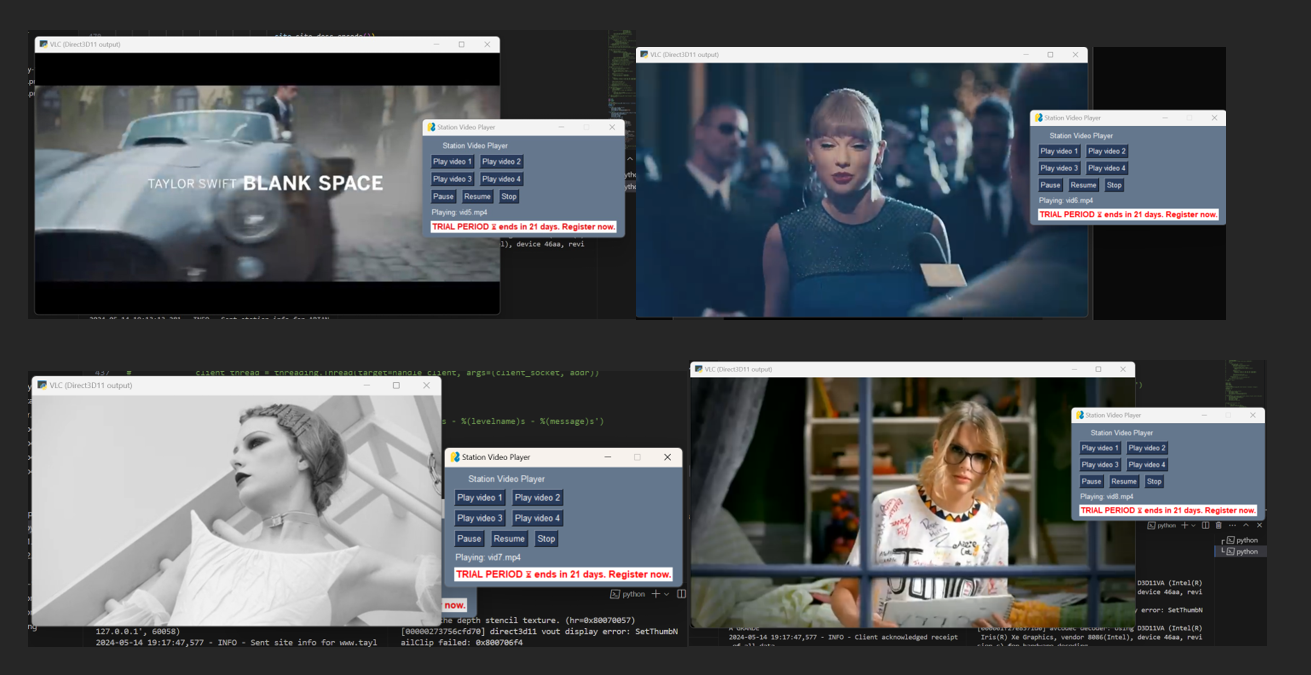 VLC (Direct3D11 output)
TAYLOR SWIFT BLANK SPACE
Station Video Player
Station Video Player
Play video 1 Play video 2
Play video 3 Play video 4
Pause Resume Stop
Playing: vid5.mp4
TRIAL PERIOD ⌛ ends in 21 days. Register now.
device 46aa, revi
VLC (Direct3D11 output)
Station Video Player
Station Video Player
Play video 1 Play video 2
Play video 3 Play video 4
Pause Resume Stop
Playing: vid6.mp4
TRIAL PERIOD ⌛ ends in 21 days. Register now.
437 # client_thread = threading.Thread(target=handle_client, args=(client_socket, addr))
VLC (Direct3D11 output)
s - %(levelname)s - %(message)s')
Station Video Player
Station Video Player
Play video 1 Play video 2
Play video 3 Play video 4
Pause Resume Stop
Playing: vid7.mp4
TRIAL PERIOD ⌛ ends in 21 days. Register now.
python
now.
the depth stencil texture. (hr=0x80070057)
127.0.0.1', 60058)
[00000273756cfd70] direct3d11 vout display error: SetThumbN
2024-05-14 19:17:47,577 - INFO - Sent site info for www.tayl
ailClip failed: 0x800706f4
VLC (Direct3D11 output)
Station Video Player
Station Video Player
Play video 1 Play video 2
Play video 3 Play video 4
Pause Resume Stop
Playing: vid8.mp4
TRIAL PERIOD ⌛ ends in 21 days. Register now.
python
python
python
D3D11VA (Intel(R)
device 46aa, revi
error: SetThumbN
D3D11VA (Intel(R)
2024-05-14 19:17:47,577 - INFO - Client acknowledged receipt
Iris(R) Xe Graphics, vendor 8086(Intel), device 46aa, revi